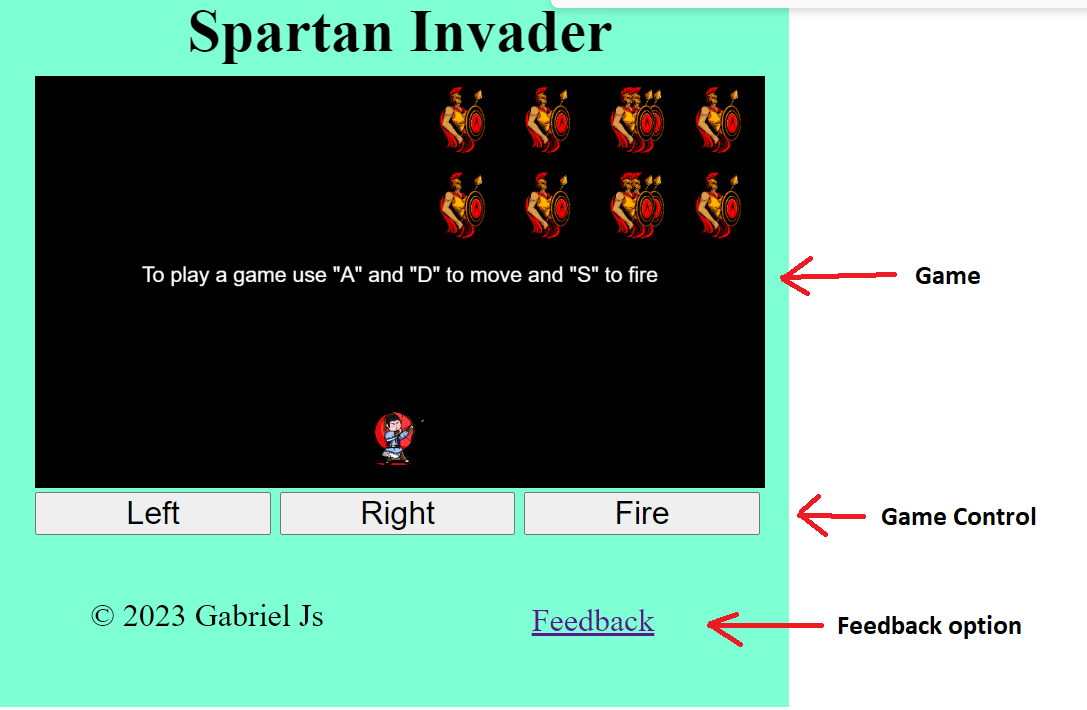 Spartan Invader
To play a game use "A" and "D" to move and "S" to fire
Game
Left Right Fire
Game Control
© 2023 Gabriel Js
Feedback
Feedback option